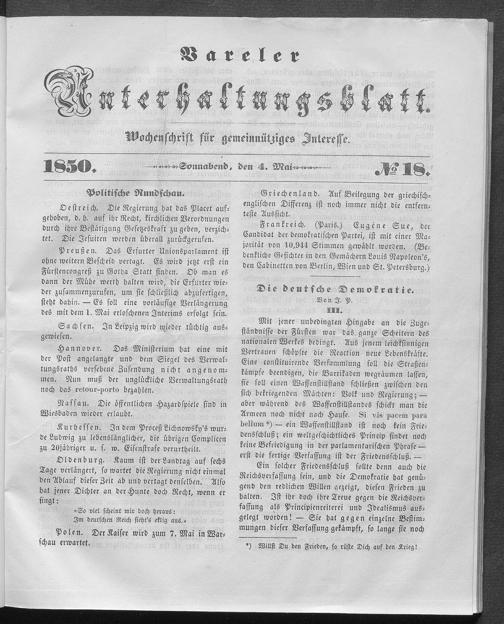 Vareler
Unterhaltungsblatt.
Wochenschrift für gemeinnütziges Interesse.
1850. Sonnabend, den 4. Mai № 18.
Politische Rundschau.
Oestreich. Die Regierung hat das Placet auf-
gehoben, d. h. auf ihr Recht, kirchlichen Verordnungen
durch ihre Bestätigung Gesetzeskraft zu geben, verzich-
tet. Die Jesuiten werden überall zurückgerufen.
Preußen. Das Erfurter Unionsparlament ist
ohne weitern Bescheid vertagt. Es wird jetzt erst ein
Fürstencongreß zu Gotha Statt finden. Ob man es
dann der Mühe werth halten wird, die Erfurter wie-
der zusammenzurufen, um sie schließlich abzufertigen,
steht dahin. — Es soll eine vorläufige Verlängerung
des mit dem 1. Mai erloschenen Interims erfolgt sein.
Sachsen. In Leipzig wird wieder tüchtig aus-
gewiesen.
Hannover. Das Ministerium hat eine mit
der Post angelangte und dem Siegel des Verwal-
tungsraths versehene Zusendung nicht angenom-
men. Nun muß der unglückliche Verwaltungsrath
noch das retour-porto bezahlen.
Nassau. Die öffentlichen Hazardspiele sind in
Wiesbaden wieder erlaubt.
Kurhessen. In dem Proceß Lichnowsky's wur-
de Ludwig zu lebenslänglicher, die übrigen Complicen
zu 20jähriger u. s. w. Eisenstrafe verurtheilt.
Oldenburg. Kaum ist der Landtag auf sechs
Tage verlängert, so wartet die Regierung nicht einmal
den Ablauf dieser Zeit ab und vertagt denselben. Also
hat jener Dichter an der Hunte doch Recht, wenn er
singt:
«So viel scheint mir doch heraus:
Im deutschen Reich sieht's eklig aus.»
Polen. Der Kaiser wird zum 7. Mai in War-
schau erwartet.
Griechenland. Auf Beilegung der griechisch-
englischen Differenz ist noch immer nicht die entfern-
teste Aussicht.
Frankreich. (Paris.) Eugène Sue, der
Candidat der demokratischen Partei, ist mit einer Ma-
jorität von 10,944 Stimmen gewählt worden. (Be-
denkliche Gesichter in den Gemächern Louis Napoleon's,
den Cabinetten von Berlin, Wien und St. Petersburg.)
Die deutsche Demokratie.
Von J. P.
III.
Mit jener unbedingten Hingabe an die Zuge-
ständnisse der Fürsten war das ganze Scheitern des
nationalen Werkes bedingt. Aus jenem leichtsinnigen
Vertrauen schöpfte die Reaction neue Lebenskräfte.
Eine constituirende Versammlung soll die Straßen-
kämpfe beendigen, die Barrikaden wegräumen lassen,
sie soll einen Waffenstillstand schließen zwischen den
sich befriegenden Mächten: Volk und Regierung; —
oder während des Waffenstillstandes schickt man die
Armeen noch nicht nach Hause. Si vis pacem para
bellum *) — ein Waffenstillstand ist noch kein Frie-
densschluß; ein weltgeschichtliches Princip findet noch
keine Befriedigung in der parlamentarischen Phrase —
erst die fertige Verfassung ist der Friedensschluß. —
Ein solcher Friedensschluß sollte denn auch die
Reichsverfassung sein, und die Demokratie hat genü-
gend den redlichen Willen erzeigt, diesen Frieden zu
halten. Ist ihr doch ihre Treue gegen die Reichsver-
fassung als Principienreiterei und Idealismus aus-
gelegt worden! — Sie hat gegen einzelne Bestim-
mungen dieser Verfassung gekämpft, so lange sie noch
*) Willst Du den Frieden, so rüste Dich auf den Krieg!